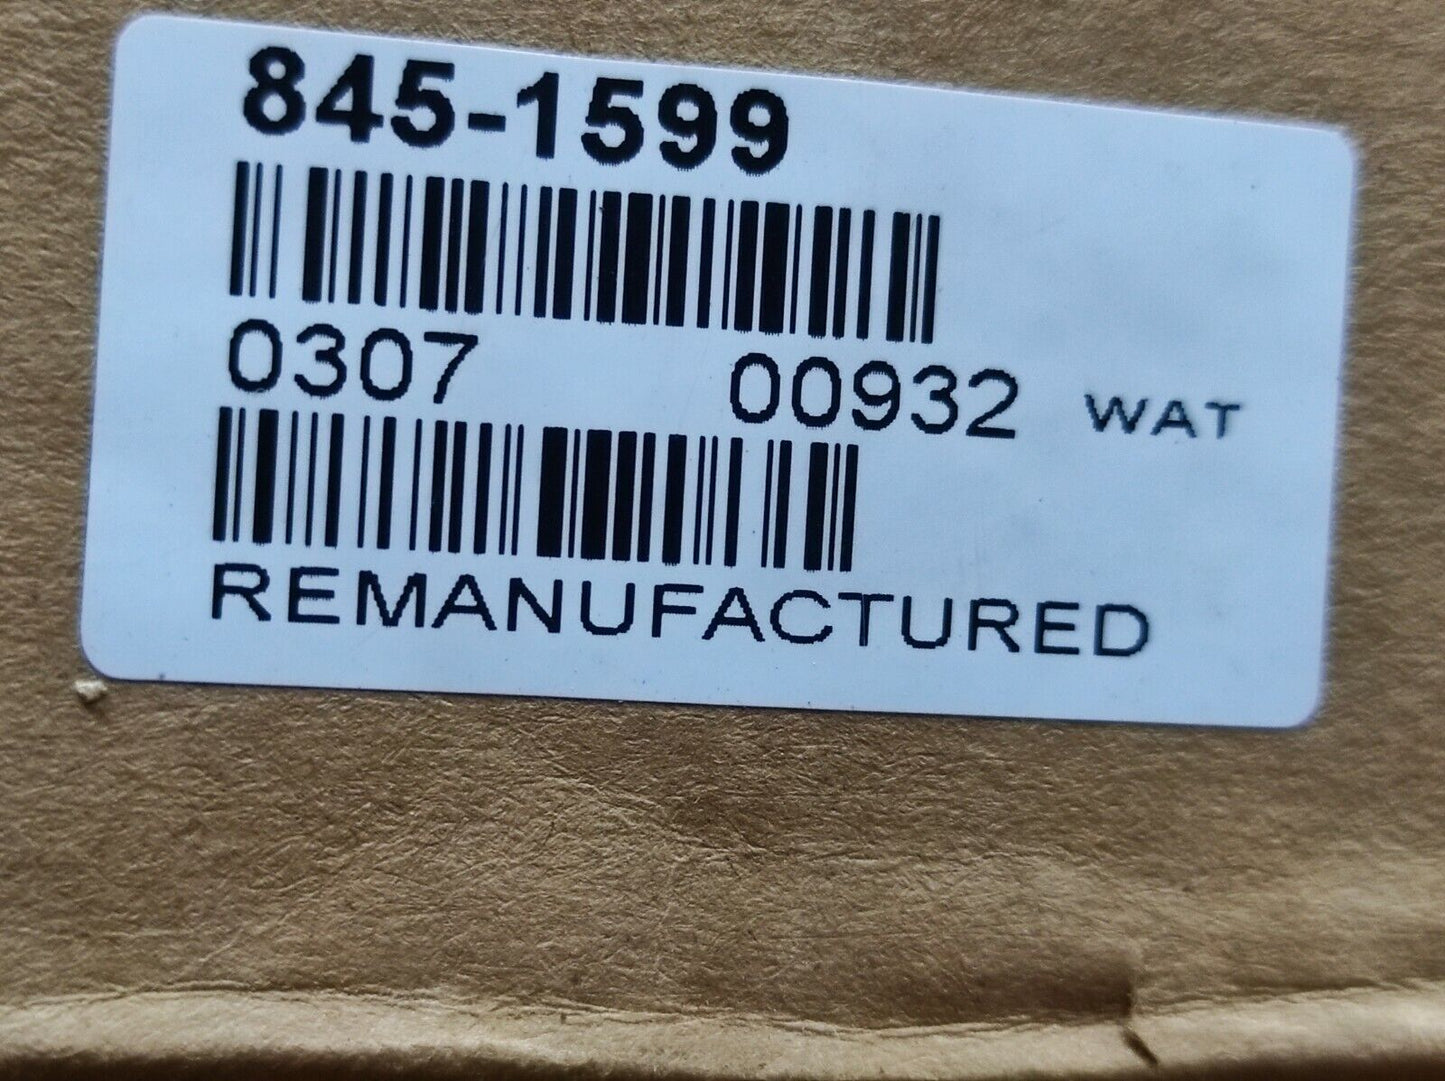 845-1599
0307 00932 WAT
REMANUFACTURED